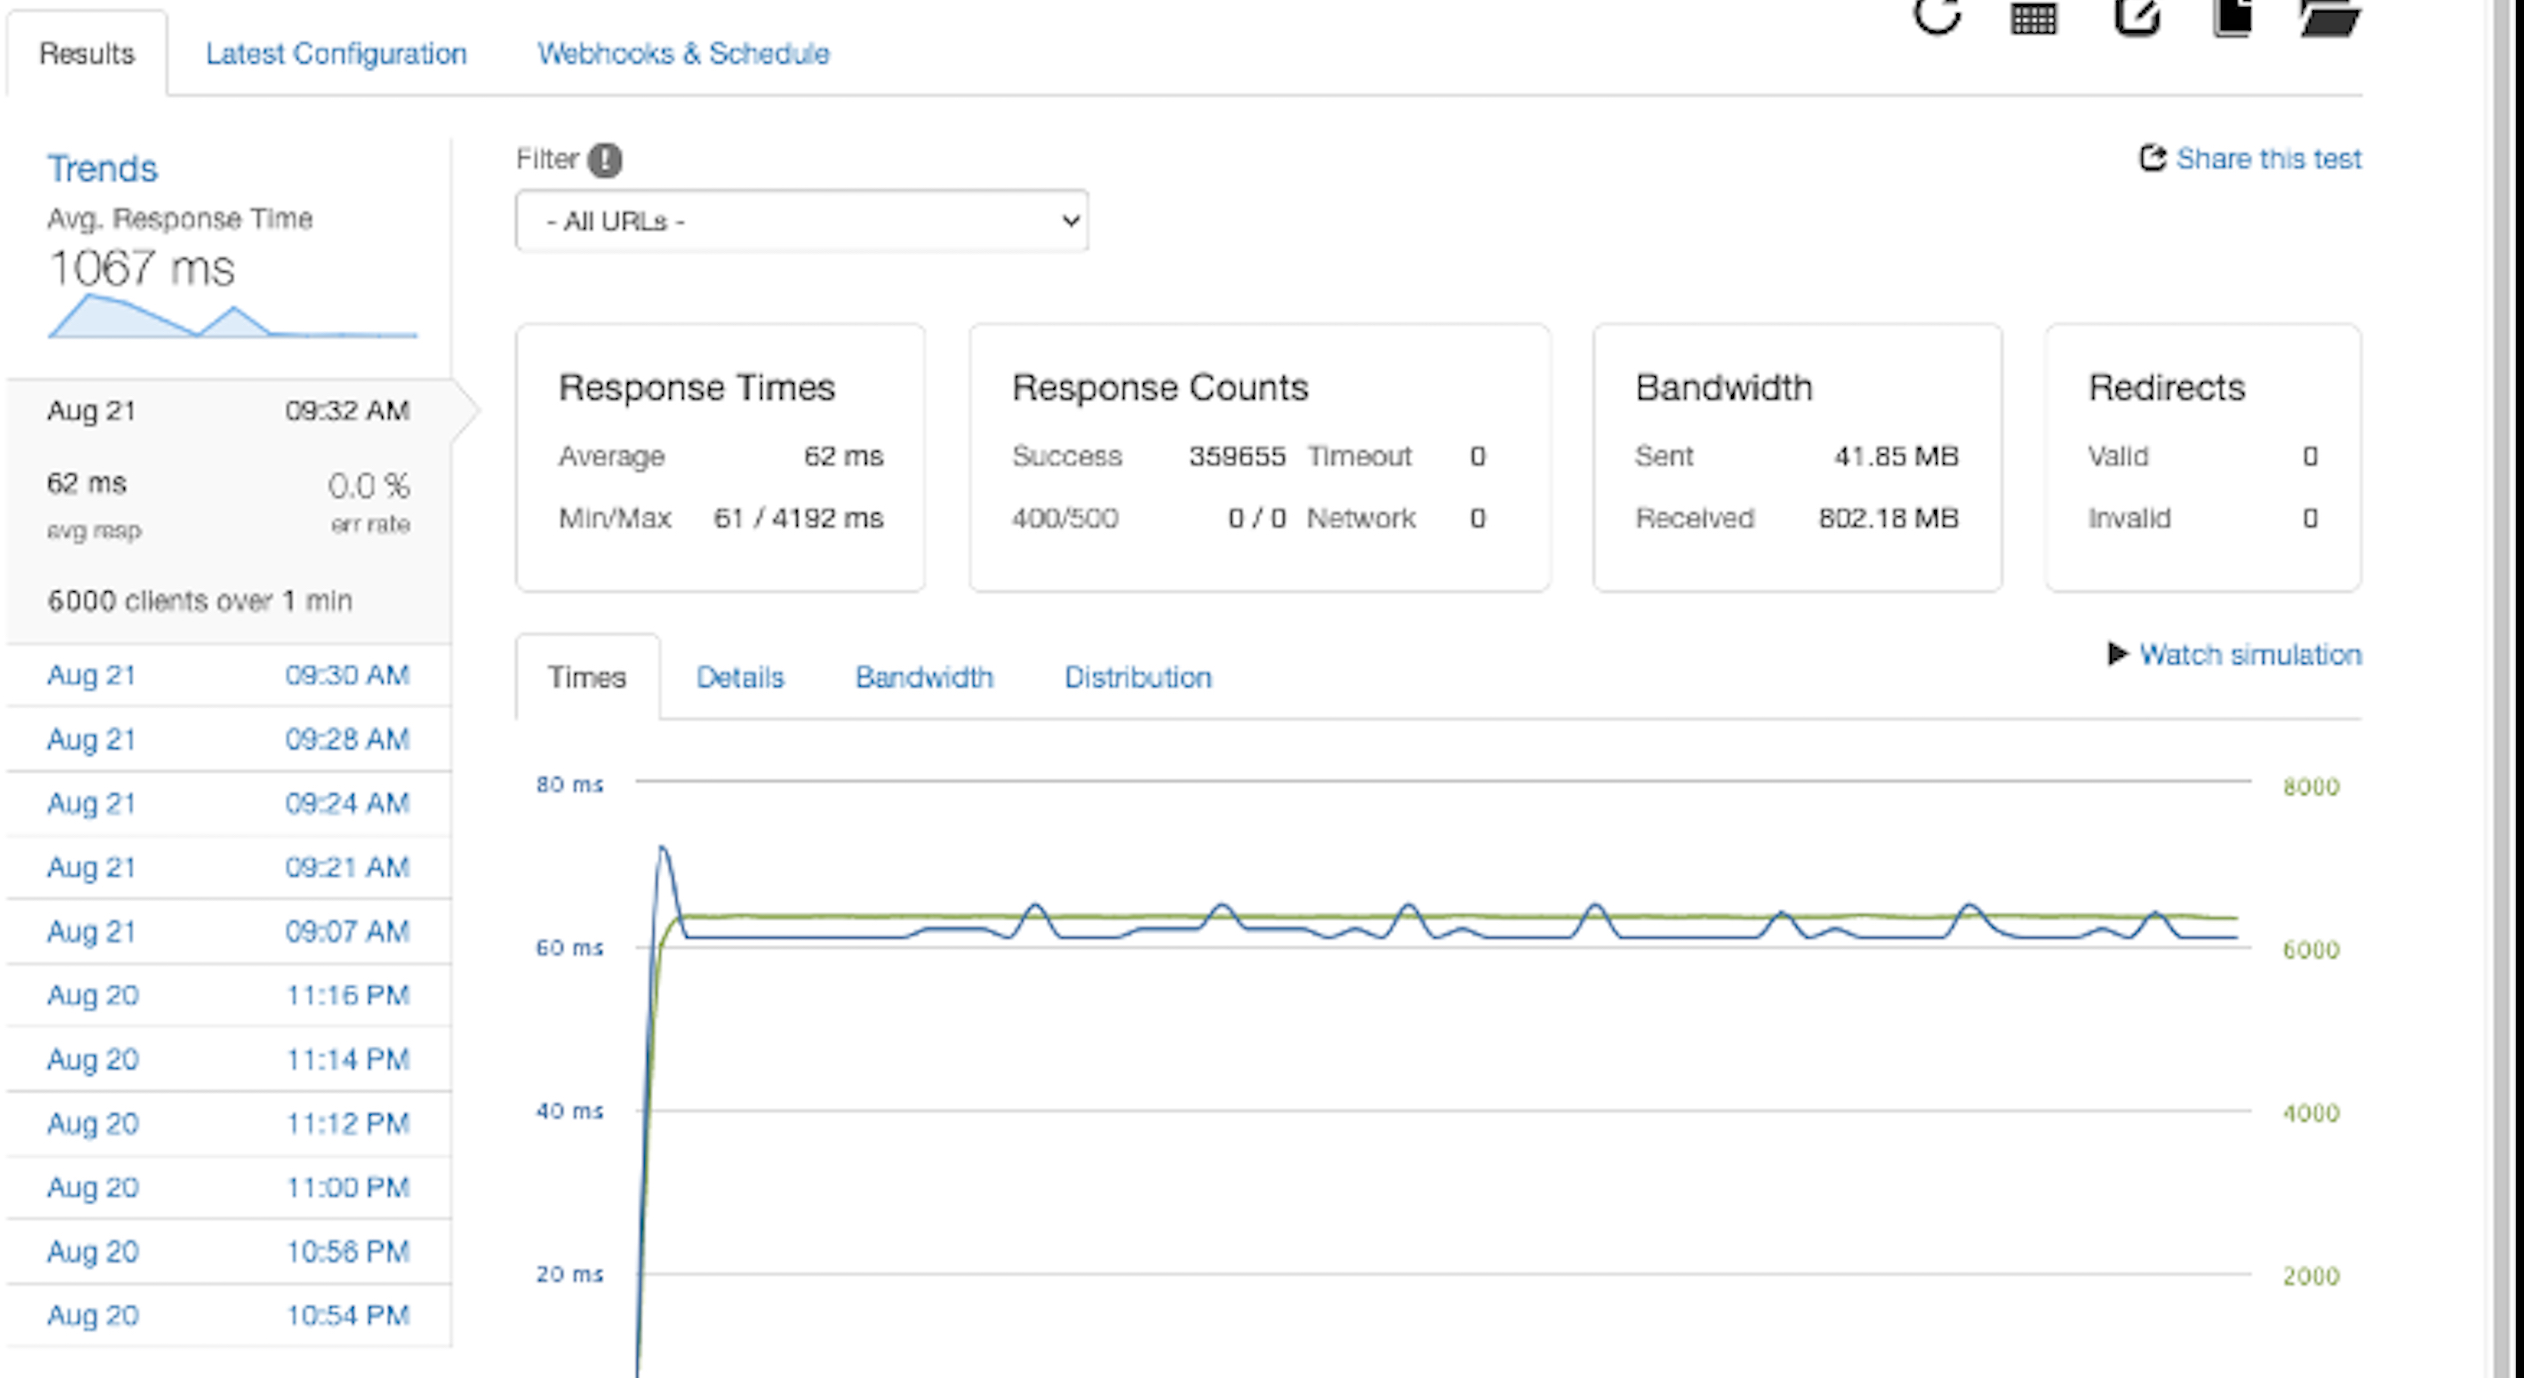 Results Latest Configuration Webhooks & Schedule
Trends
Avg. Response Time
1067 ms
Aug 21 09:32 AM
62 ms 0.0 %
avg resp err rate
6000 clients over 1 min
Aug 21 09:30 AM
Aug 21 09:28 AM
Aug 21 09:24 AM
Aug 21 09:21 AM
Aug 21 09:07 AM
Aug 20 11:16 PM
Aug 20 11:14 PM
Aug 20 11:12 PM
Aug 20 11:00 PM
Aug 20 10:56 PM
Aug 20 10:54 PM
Filter !
- All URLs -
Share this test
Response Times
Average 62 ms
Min/Max 61 / 4192 ms
Response Counts
Success 359655 Timeout 0
400/500 0 / 0 Network 0
Bandwidth
Sent 41.85 MB
Received 802.18 MB
Redirects
Valid 0
Invalid 0
Times Details Bandwidth Distribution
Watch simulation
80 ms 8000
60 ms 6000
40 ms 4000
20 ms 2000